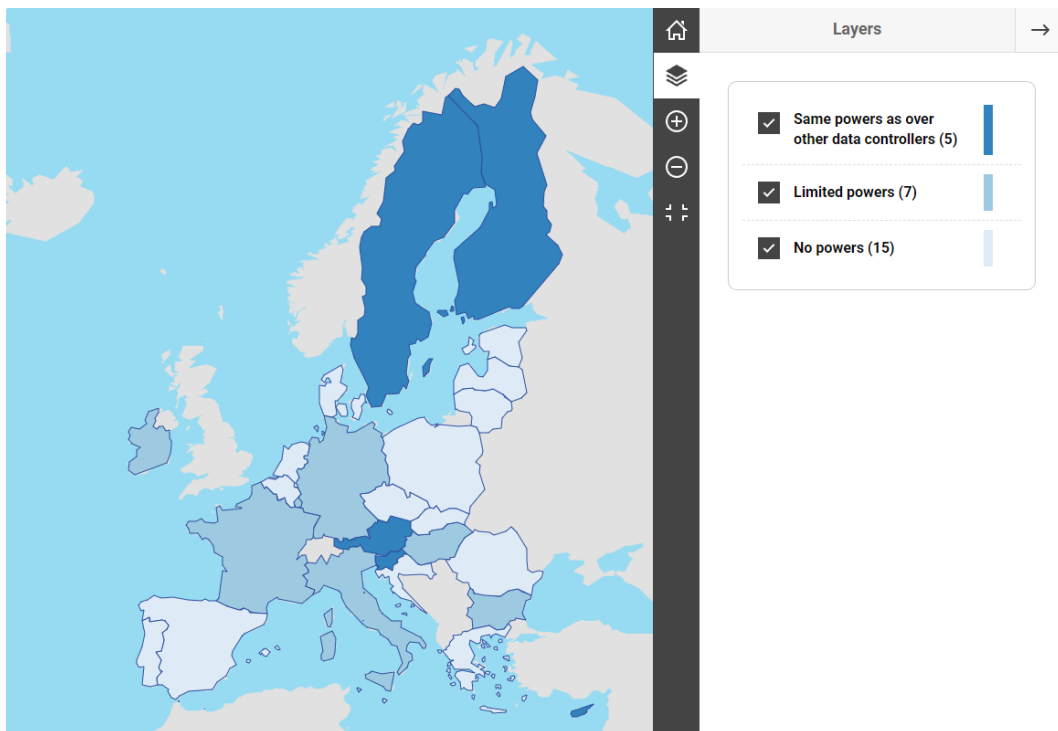 Layers
Same powers as over
other data controllers (5)
Limited powers (7)
No powers (15)